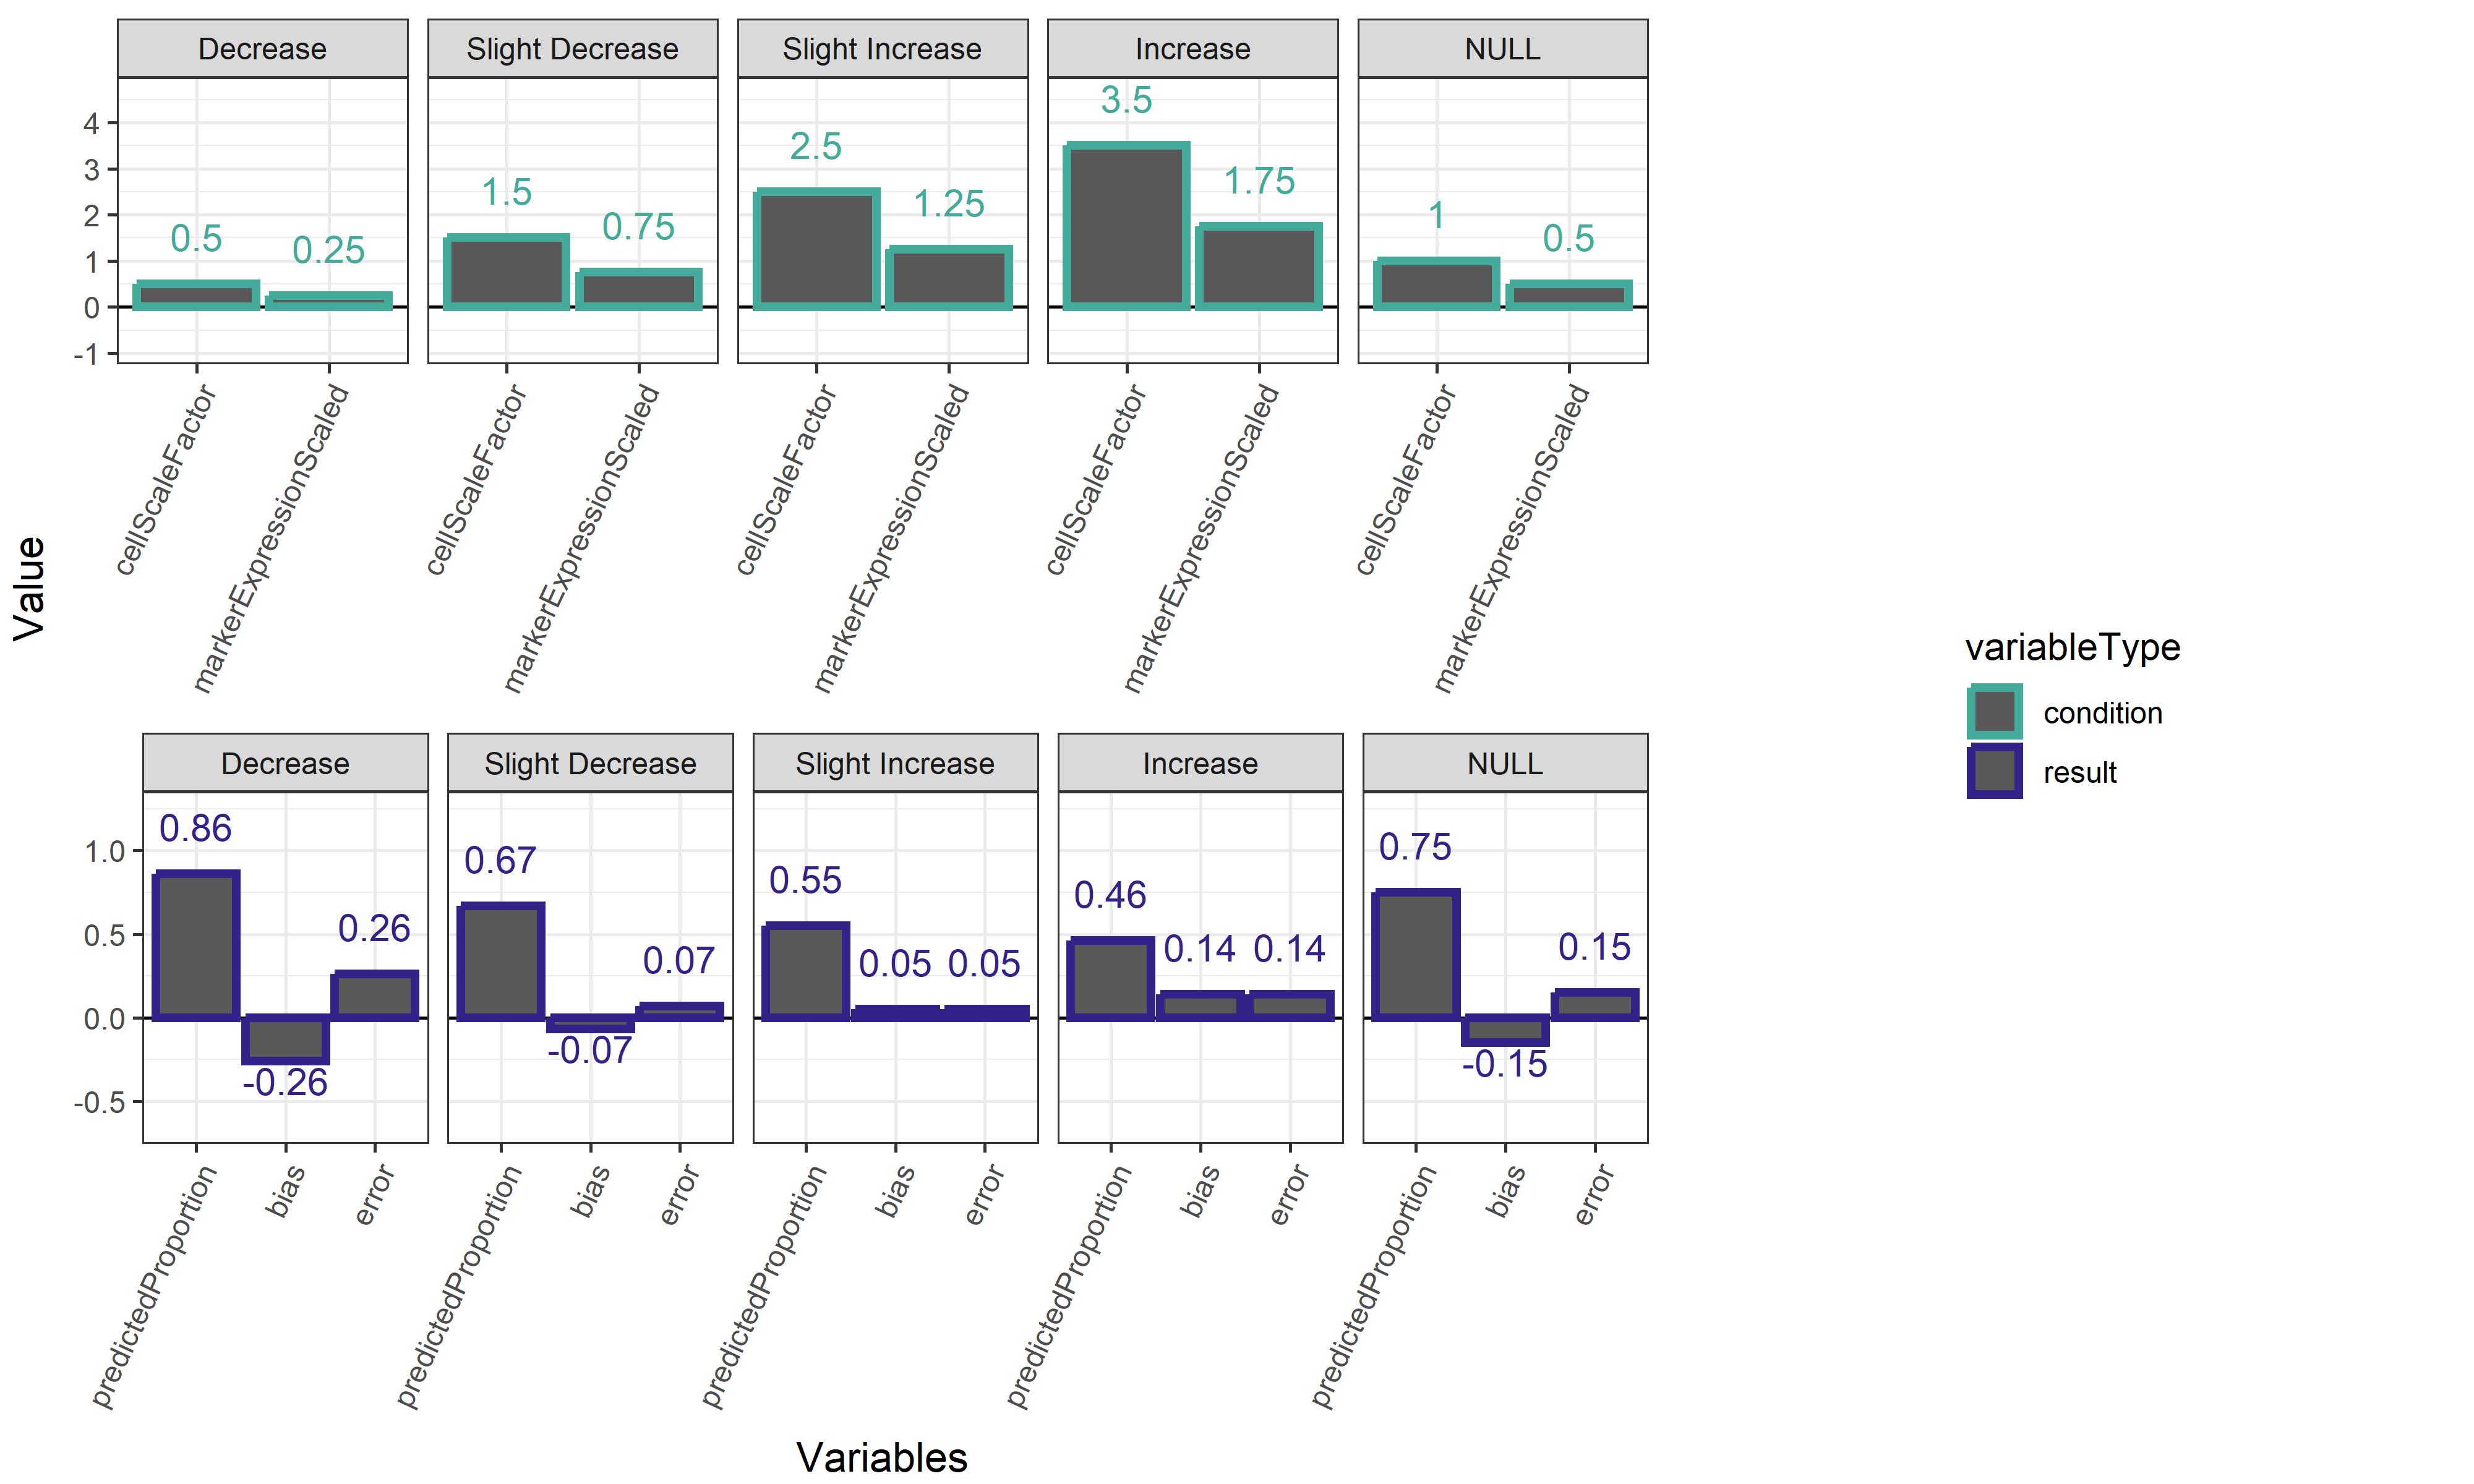 Decrease Slight Decrease Slight Increase Increase NULL
4
3
2
1
0
-1
0.5 0.25 1.5 0.75 2.5 1.25 3.5 1.75 1 0.5
cellScaleFactor markerExpressionScaled cellScaleFactor markerExpressionScaled cellScaleFactor markerExpressionScaled cellScaleFactor markerExpressionScaled cellScaleFactor markerExpressionScaled
Value
Decrease Slight Decrease Slight Increase Increase NULL
1.0
0.5
0.0
-0.5
0.86 -0.26 0.26 0.67 -0.07 0.07 0.55 0.05 0.05 0.46 0.14 0.14 0.75 -0.15 0.15
predictedProportion bias error predictedProportion bias error predictedProportion bias error predictedProportion bias error predictedProportion bias error
Variables
variableType
condition
result